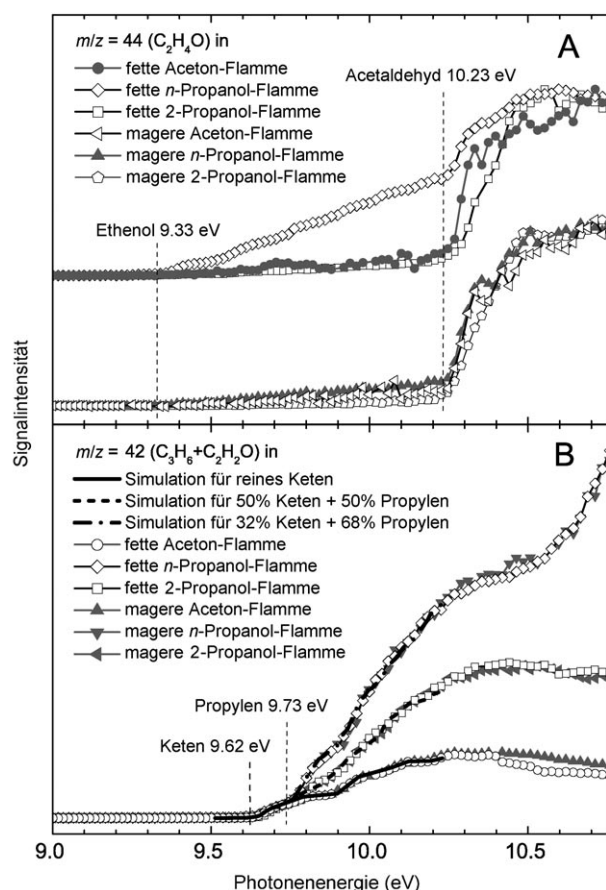 m/z = 44 (C₂H₄O) in
A
fette Aceton-Flamme
fette n-Propanol-Flamme
fette 2-Propanol-Flamme
magere Aceton-Flamme
magere n-Propanol-Flamme
magere 2-Propanol-Flamme
Acetaldehyd 10.23 eV
Ethenol 9.33 eV
Signalintensität
m/z = 42 (C₃H₆+C₂H₂O) in
B
Simulation für reines Keten
Simulation für 50% Keten + 50% Propylen
Simulation für 32% Keten + 68% Propylen
fette Aceton-Flamme
fette n-Propanol-Flamme
fette 2-Propanol-Flamme
magere Aceton-Flamme
magere n-Propanol-Flamme
magere 2-Propanol-Flamme
Propylen 9.73 eV
Keten 9.62 eV
9.0 9.5 10.0 10.5
Photonenenergie (eV)